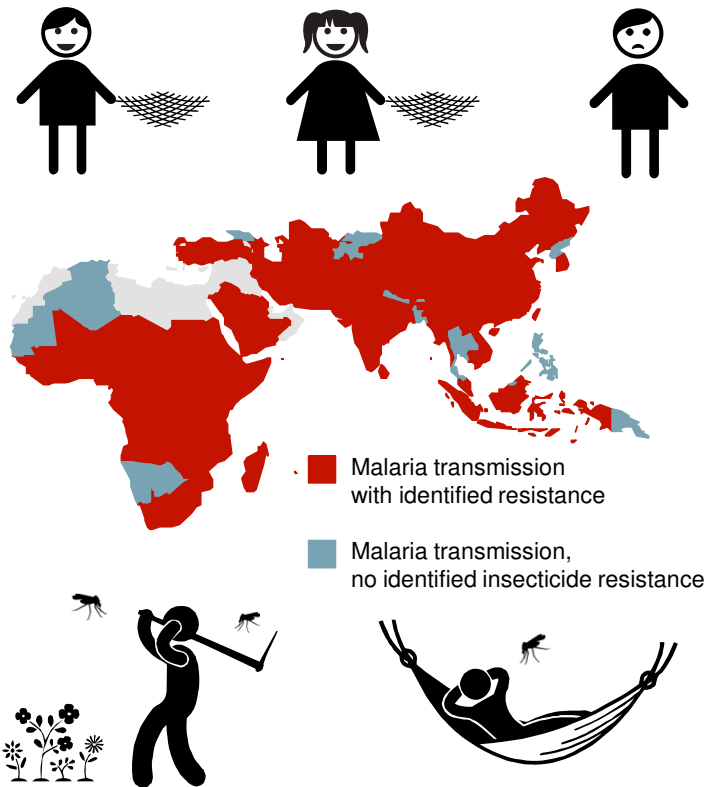 Malaria transmission
with identified resistance
Malaria transmission,
no identified insecticide resistance